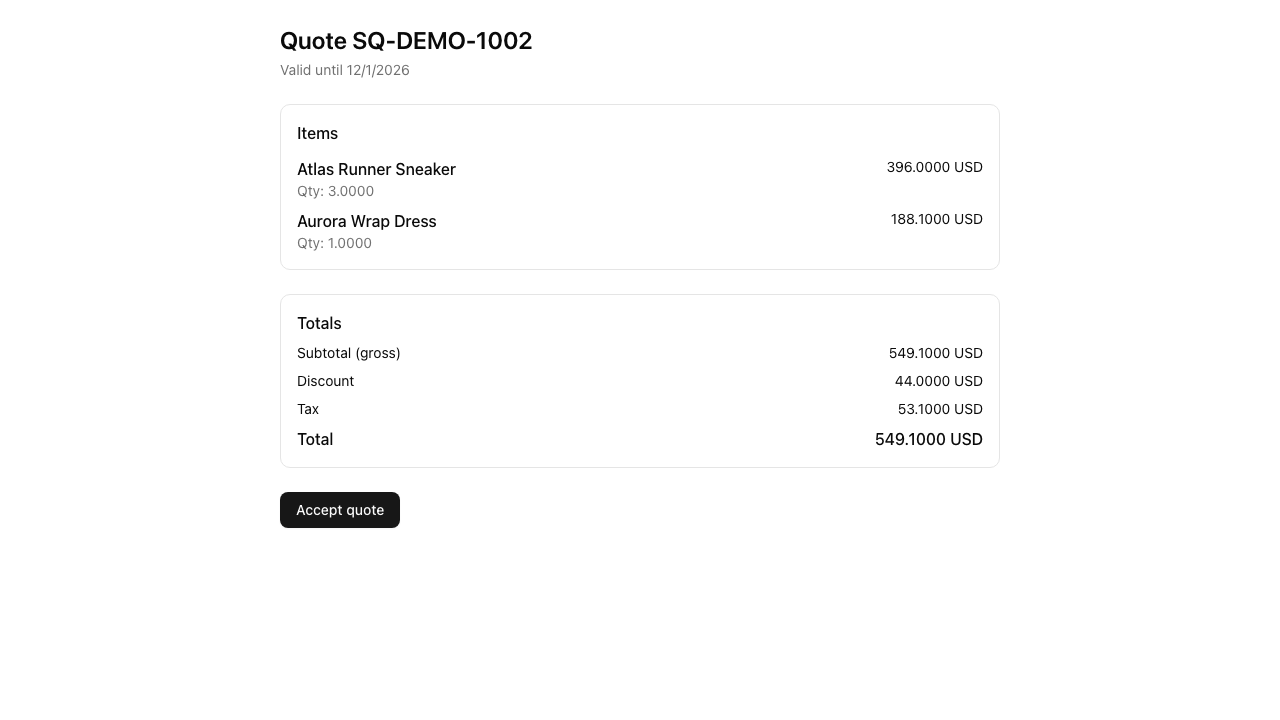 Quote SQ-DEMO-1002
Valid until 12/1/2026
Items
Atlas Runner Sneaker 396.0000 USD
Qty: 3.0000
Aurora Wrap Dress 188.1000 USD
Qty: 1.0000
Totals
Subtotal (gross) 549.1000 USD
Discount 44.0000 USD
Tax 53.1000 USD
Total 549.1000 USD
Accept quote